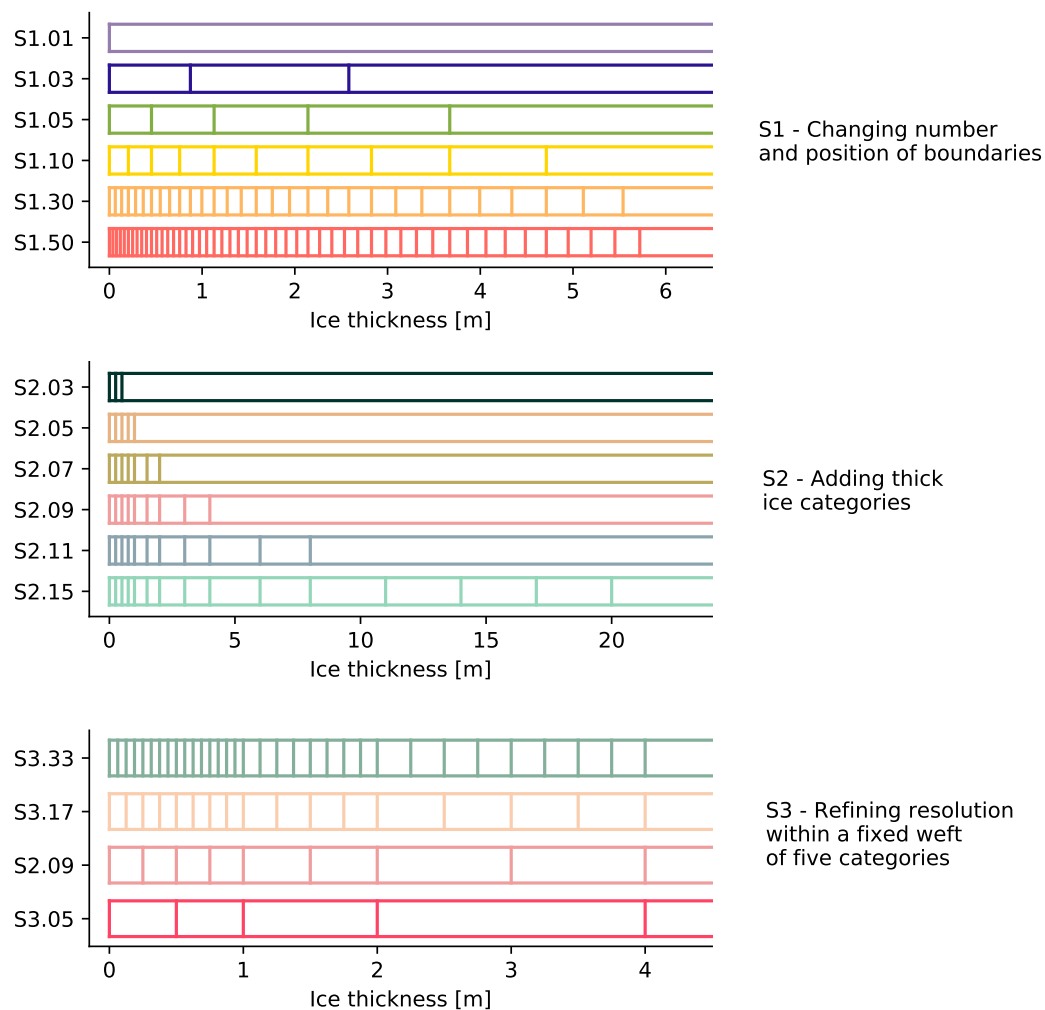 S1.01
S1.03
S1.05
S1.10
S1.30
S1.50
0 1 2 3 4 5 6
Ice thickness [m]
S1 - Changing number
and position of boundaries
S2.03
S2.05
S2.07
S2.09
S2.11
S2.15
0 5 10 15 20
Ice thickness [m]
S2 - Adding thick
ice categories
S3.33
S3.17
S2.09
S3.05
0 1 2 3 4
Ice thickness [m]
S3 - Refining resolution
within a fixed weft
of five categories